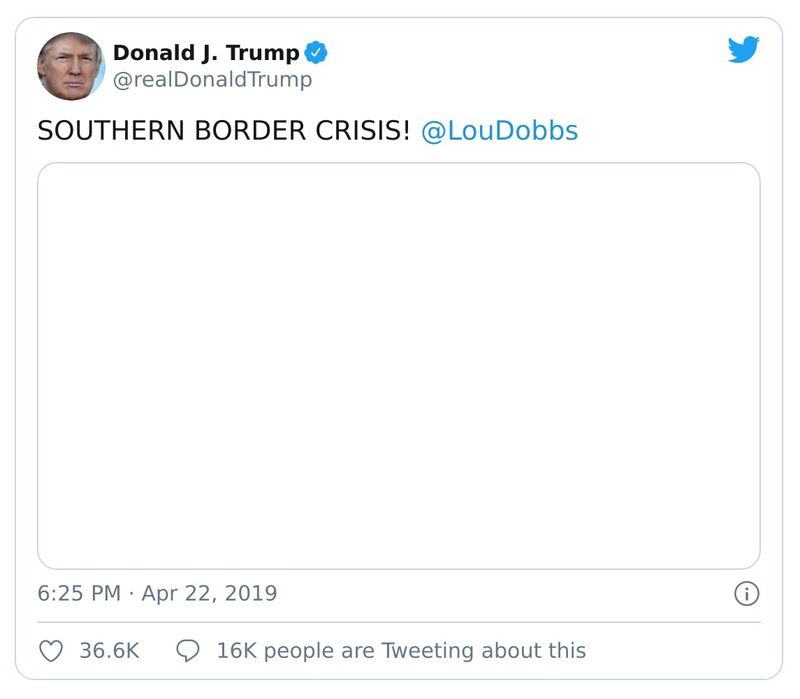 Donald J. Trump
@realDonaldTrump
SOUTHERN BORDER CRISIS! @LouDobbs
6:25 PM · Apr 22, 2019
36.6K 16K people are Tweeting about this